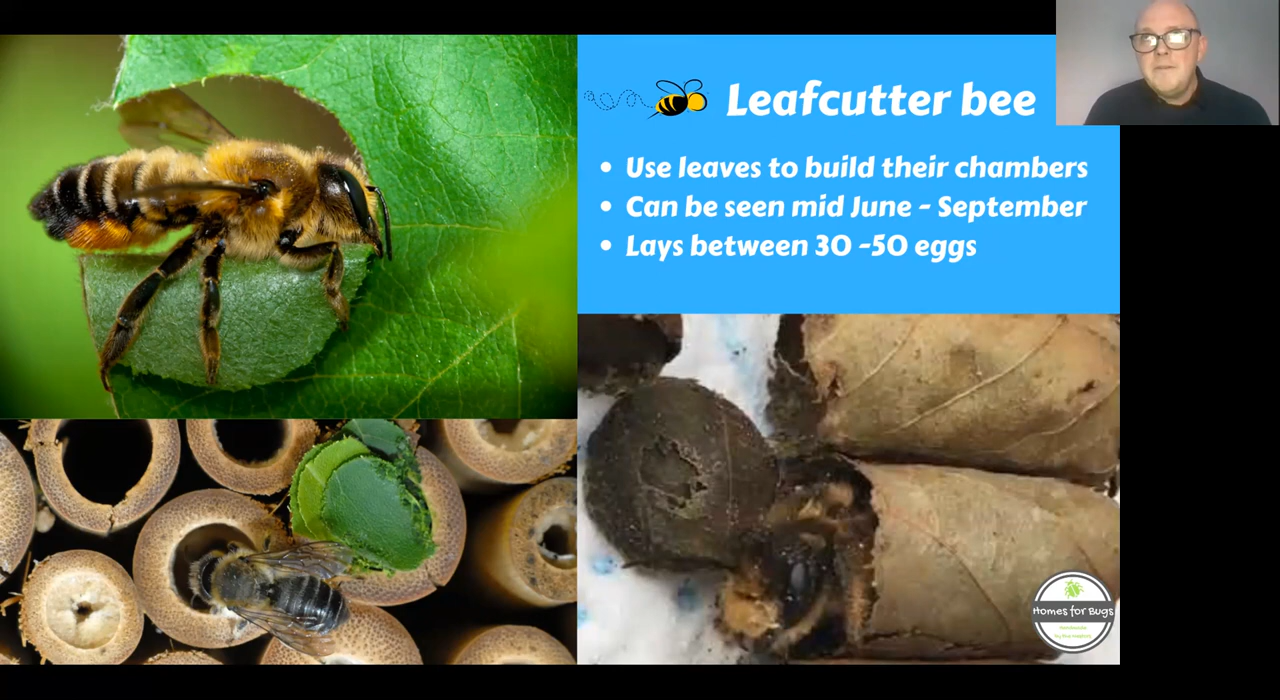 Leafcutter bee
• Use leaves to build their chambers
• Can be seen mid June - September
• Lays between 30 -50 eggs
Homes for Bugs